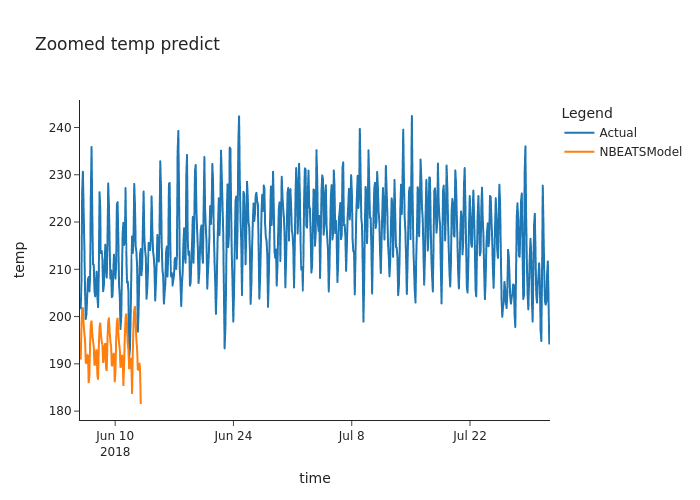 Zoomed temp predict
Legend
Actual
NBEATSModel
240
230
220
210
200
190
180
temp
Jun 10
2018
Jun 24
Jul 8
Jul 22
time